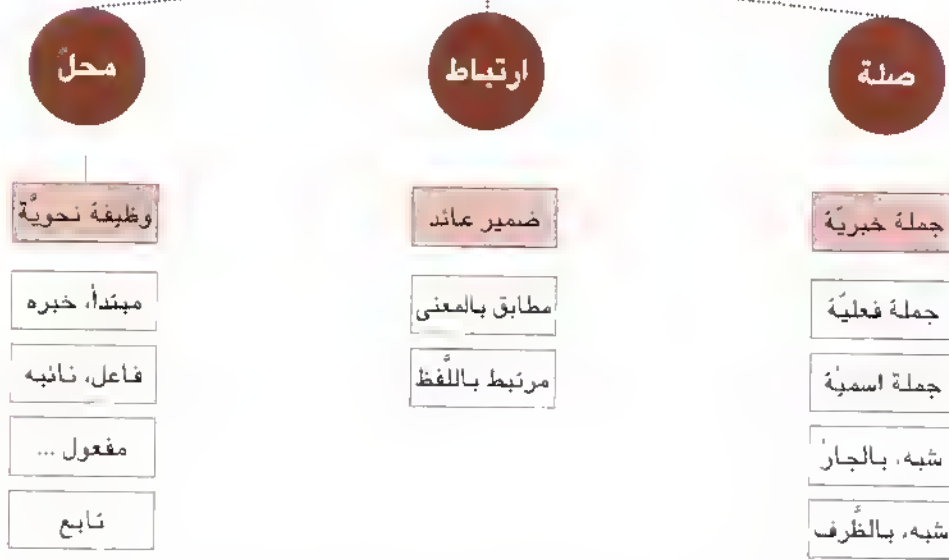 صلة
جملة خبريّة
جملة فعليّة
جملة اسميّة
شبه، بالجارّ
شبه، بالظّرف
ارتباط
ضمير عائد
مطابق بالمعنى
مرتبط باللّفظ
محلّ
وظيفة نحويّة
مبتدأ، خبره
فاعل، نائبه
مفعول ...
تابع